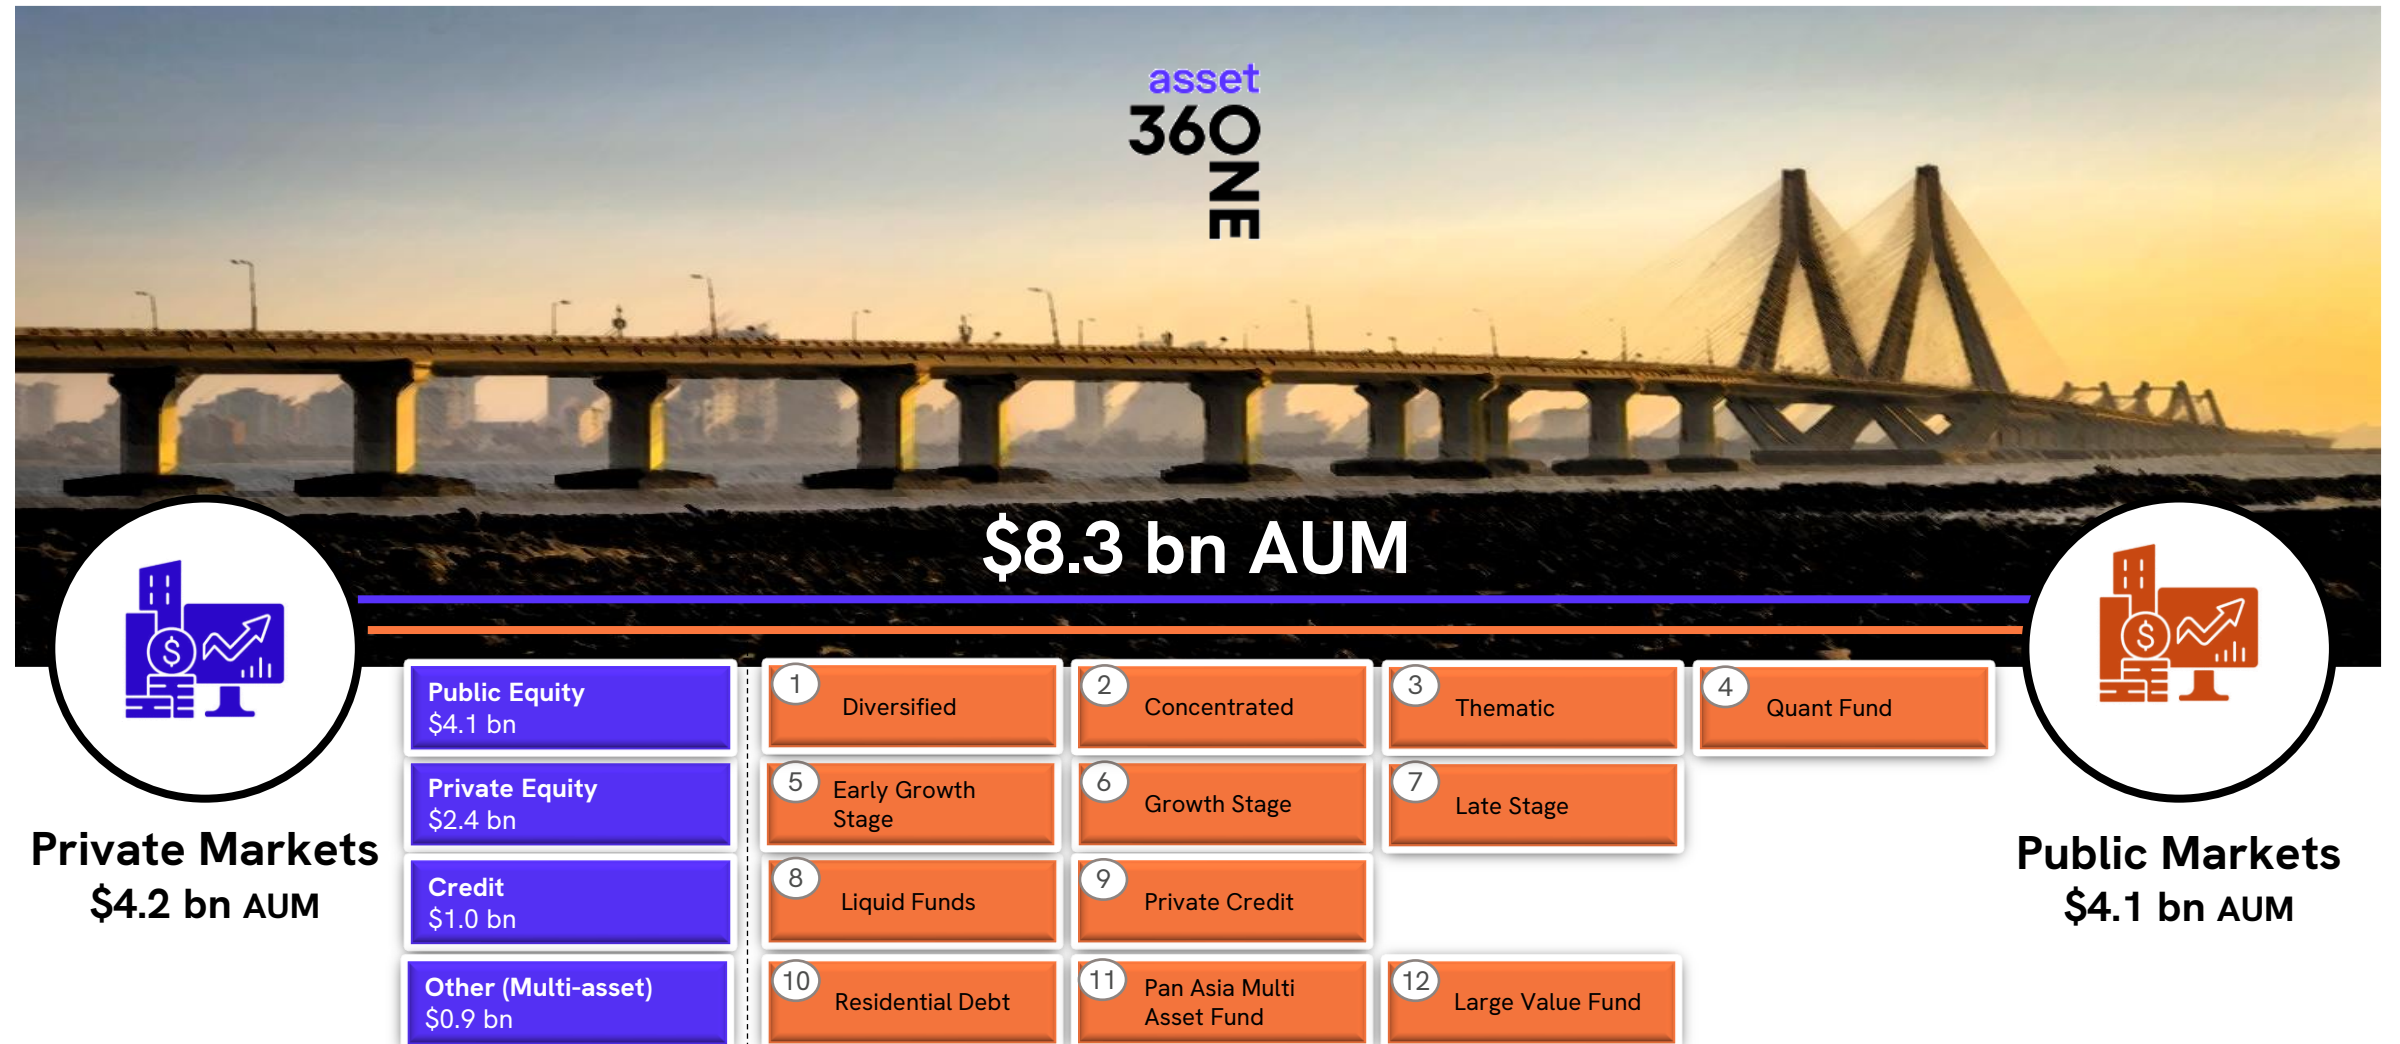 asset
360
NE
$8.3 bn AUM
Private Markets
$4.2 bn AUM
Public Equity
$4.1 bn
1
Diversified
2
Concentrated
3
Thematic
4
Quant Fund
Private Equity
$2.4 bn
5
Early Growth
Stage
6
Growth Stage
7
Late Stage
Credit
$1.0 bn
8
Liquid Funds
9
Private Credit
Other (Multi-asset)
$0.9 bn
10
Residential Debt
11
Pan Asia Multi
Asset Fund
12
Large Value Fund
Public Markets
$4.1 bn AUM